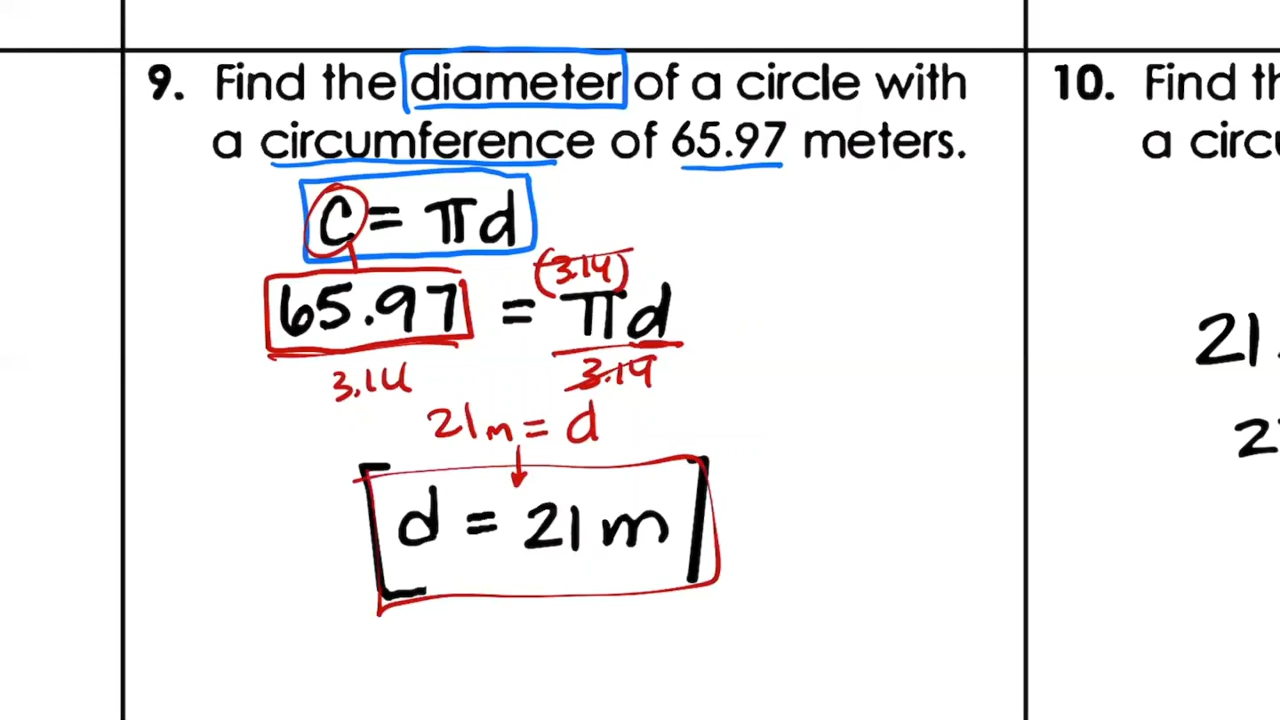 9. Find the diameter of a circle with
a circumference of 65.97 meters.
C = πd
(3.14)
65.97 = πd
3.14 3.14
21m = d
d = 21 m
10. Find th
a circu
21.